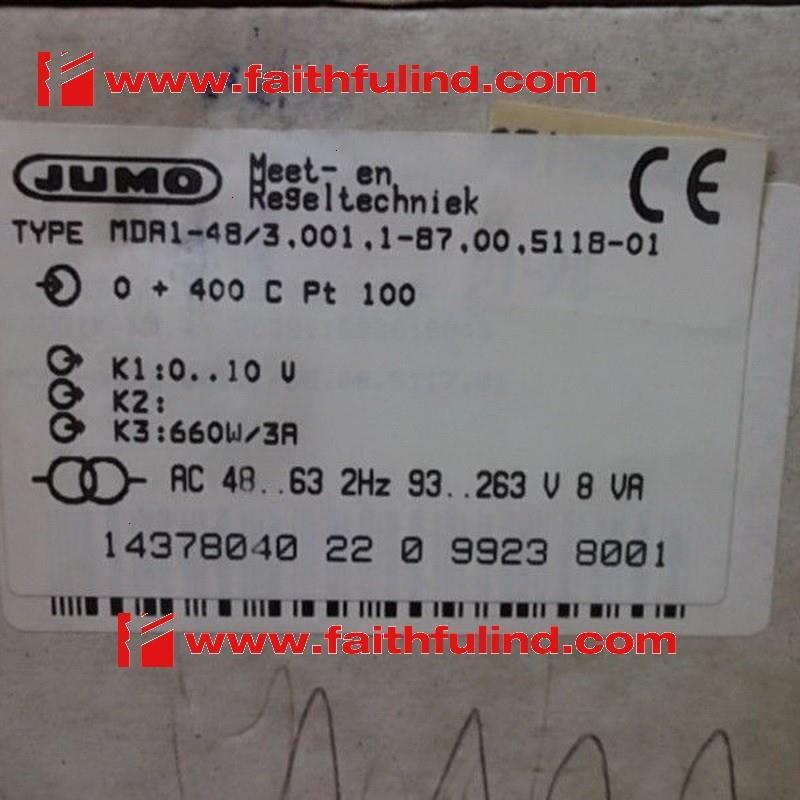 www.faithfulind.com
JUMO Meet- en
Regeltechniek
CE
TYPE MDA1-48/3,001,1-87,00,5118-01
0 + 400 C Pt 100
K1:0..10 V
K2:
K3:660W/3A
AC 48..63 2Hz 93..263 V 8 VA
14378040 22 0 9923 8001
www.faithfulind.com